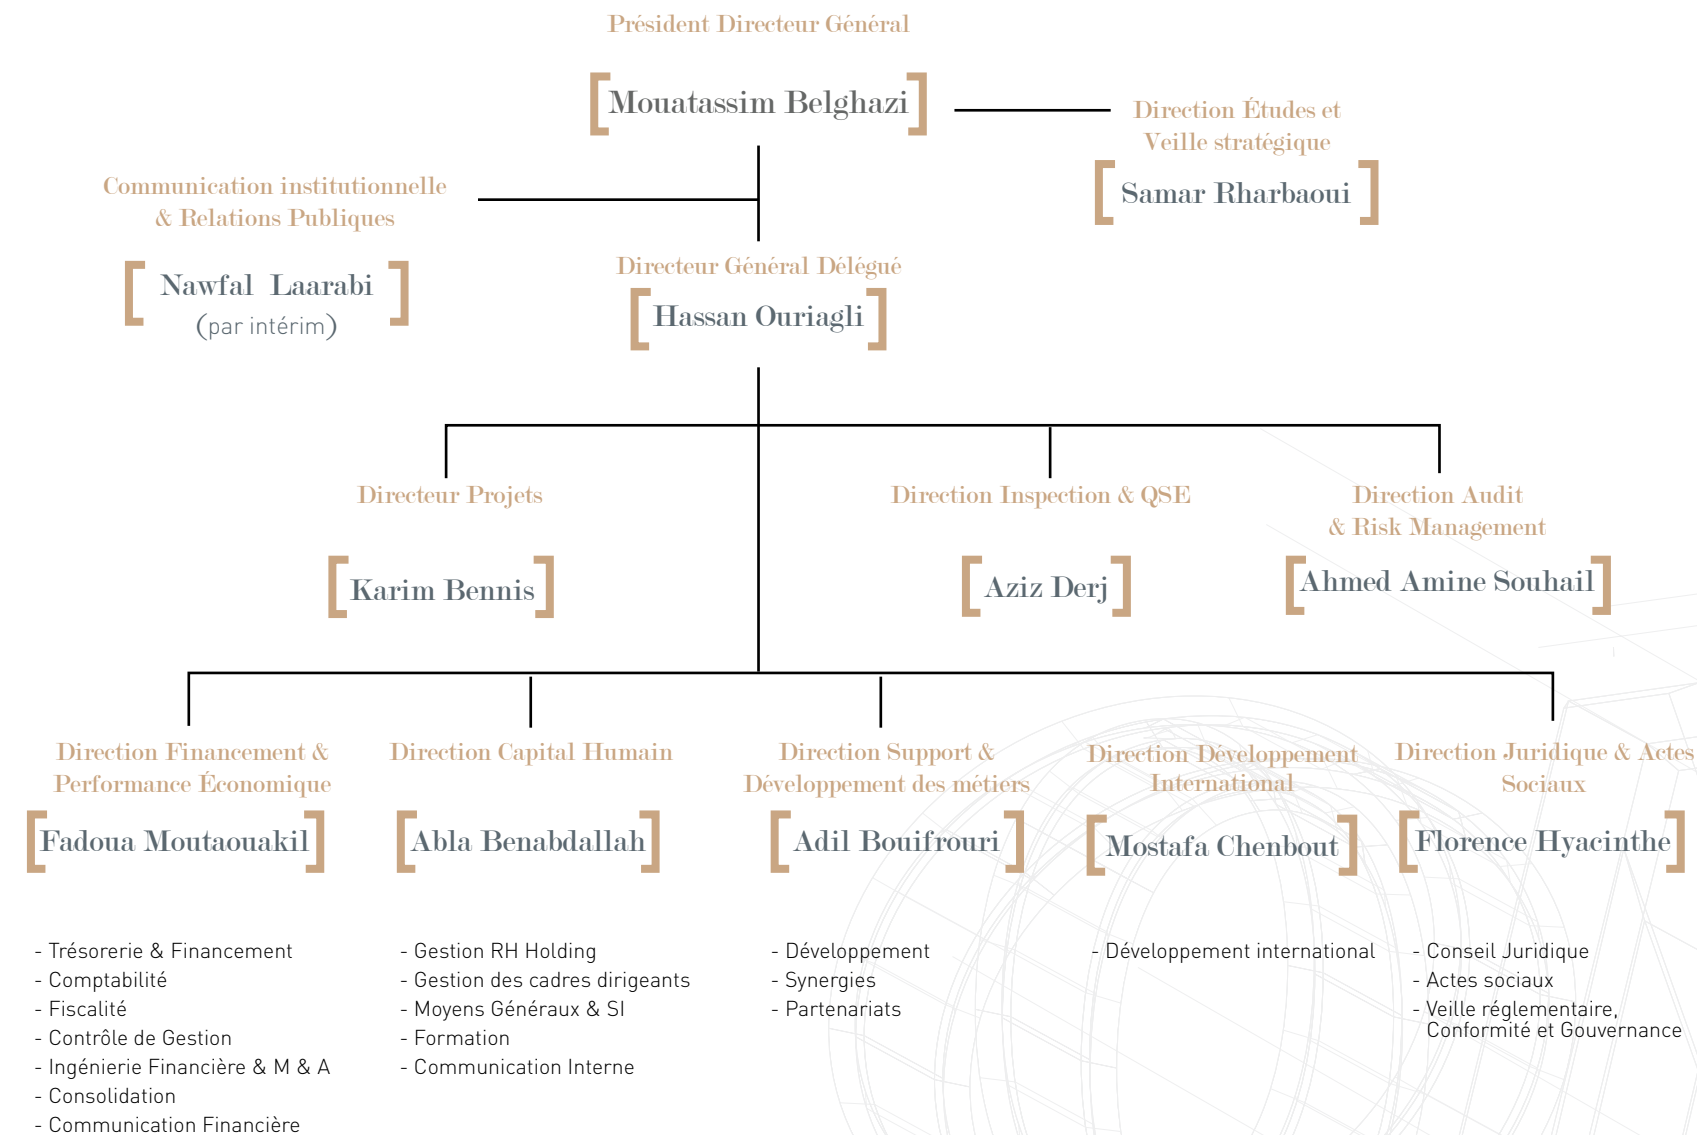 Président Directeur Général
Mouatassim Belghazi
Direction Études et
Veille stratégique
Samar Rharbaoui
Communication institutionnelle
& Relations Publiques
Nawfal Laarabi
(par intérim)
Directeur Général Délégué
Hassan Ouriagli
Directeur Projets
Karim Bennis
Direction Inspection & QSE
Aziz Derj
Direction Audit
& Risk Management
Ahmed Amine Souhail
Direction Financement &
Performance Économique
Fadoua Moutaouakil
- Trésorerie & Financement
- Comptabilité
- Fiscalité
- Contrôle de Gestion
- Ingénierie Financière & M & A
- Consolidation
- Communication Financière
Direction Capital Humain
Abla Benabdallah
- Gestion RH Holding
- Gestion des cadres dirigeants
- Moyens Généraux & SI
- Formation
- Communication Interne
Direction Support &
Développement des métiers
Adil Bouifrouri
- Développement
- Synergies
- Partenariats
Direction Développement
International
Mostafa Chenbout
- Développement international
Direction Juridique & Actes
Sociaux
Florence Hyacinthe
- Conseil Juridique
- Actes sociaux
- Veille réglementaire,
Conformité et Gouvernance